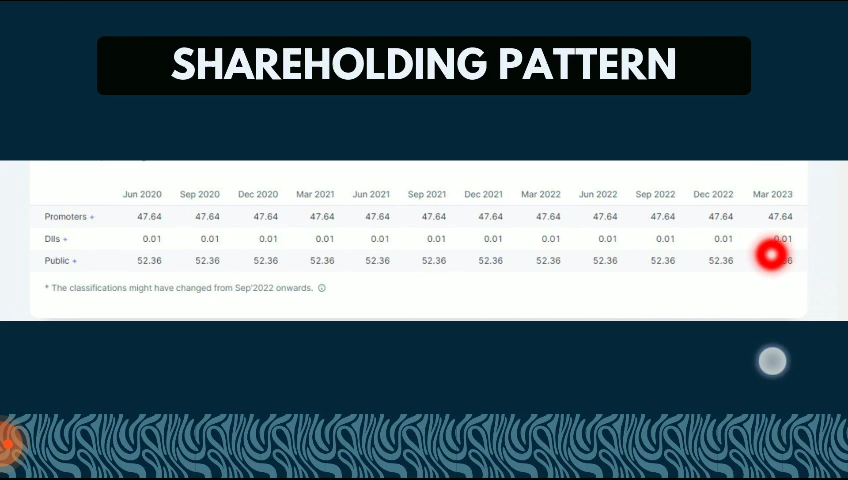 SHAREHOLDING PATTERN
Jun 2020 Sep 2020 Dec 2020 Mar 2021 Jun 2021 Sep 2021 Dec 2021 Mar 2022 Jun 2022 Sep 2022 Dec 2022 Mar 2023
Promoters + 47.64 47.64 47.64 47.64 47.64 47.64 47.64 47.64 47.64 47.64 47.64 47.64
DIIs + 0.01 0.01 0.01 0.01 0.01 0.01 0.01 0.01 0.01 0.01 0.01 0.01
Public + 52.36 52.36 52.36 52.36 52.36 52.36 52.36 52.36 52.36 52.36 52.36
* The classifications might have changed from Sep'2022 onwards.